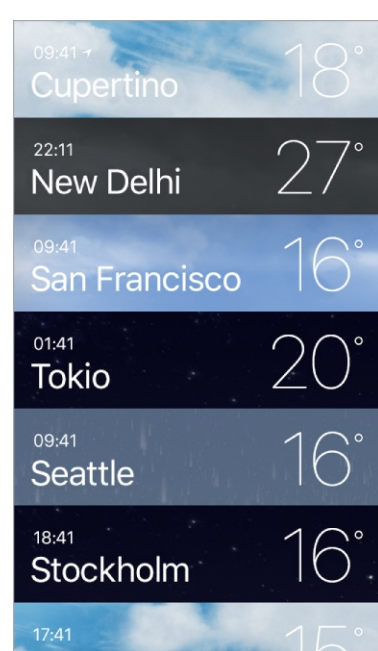 09:41
Cupertino
18°
22:11
New Delhi
27°
09:41
San Francisco
16°
01:41
Tokio
20°
09:41
Seattle
16°
18:41
Stockholm
16°
17:41
15°